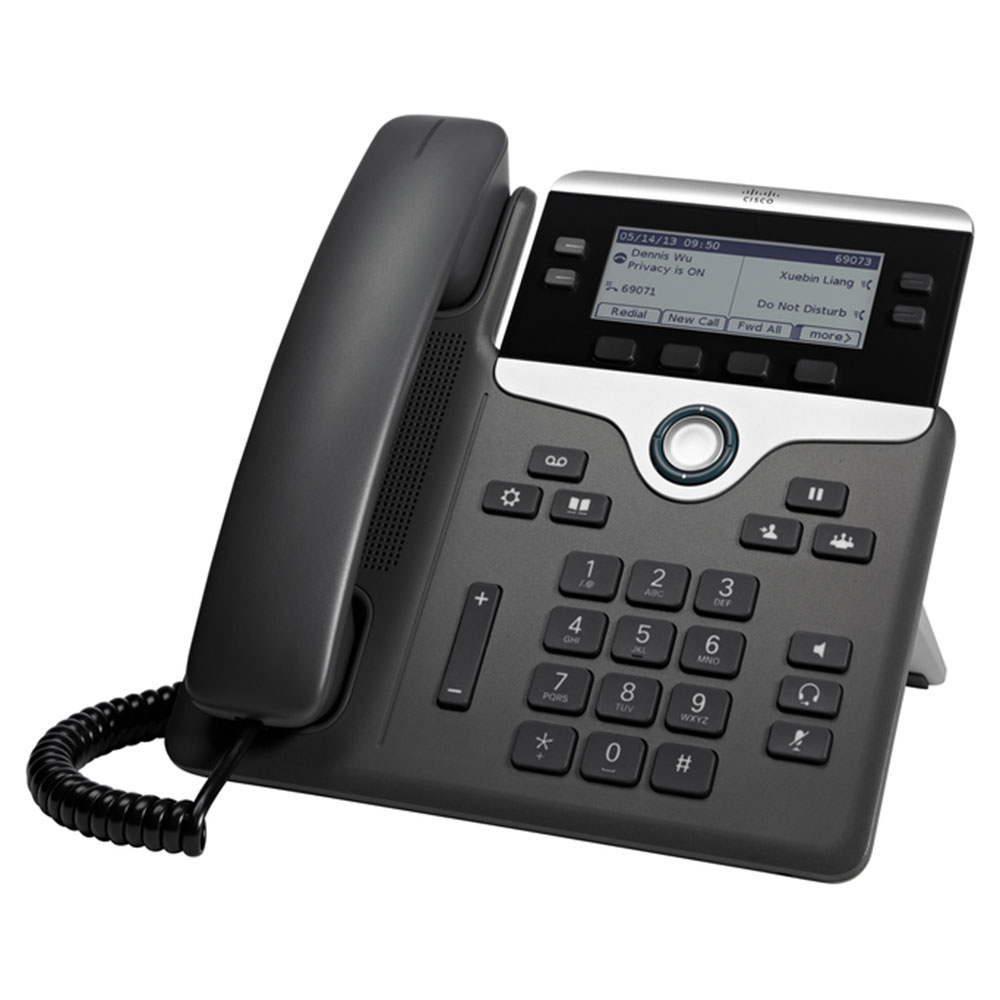 CISCO
05/14/13 09:50 69073
Dennis Wu
Privacy is ON
Xuebin Liang
69071
Do Not Disturb
Redial New Call Fwd All more>
1 2 3
/.@ ABC DEF
4 5 6
GHI JKL MNO
7 8 9
PQRS TUV WXYZ
* 0 #
+
+
-